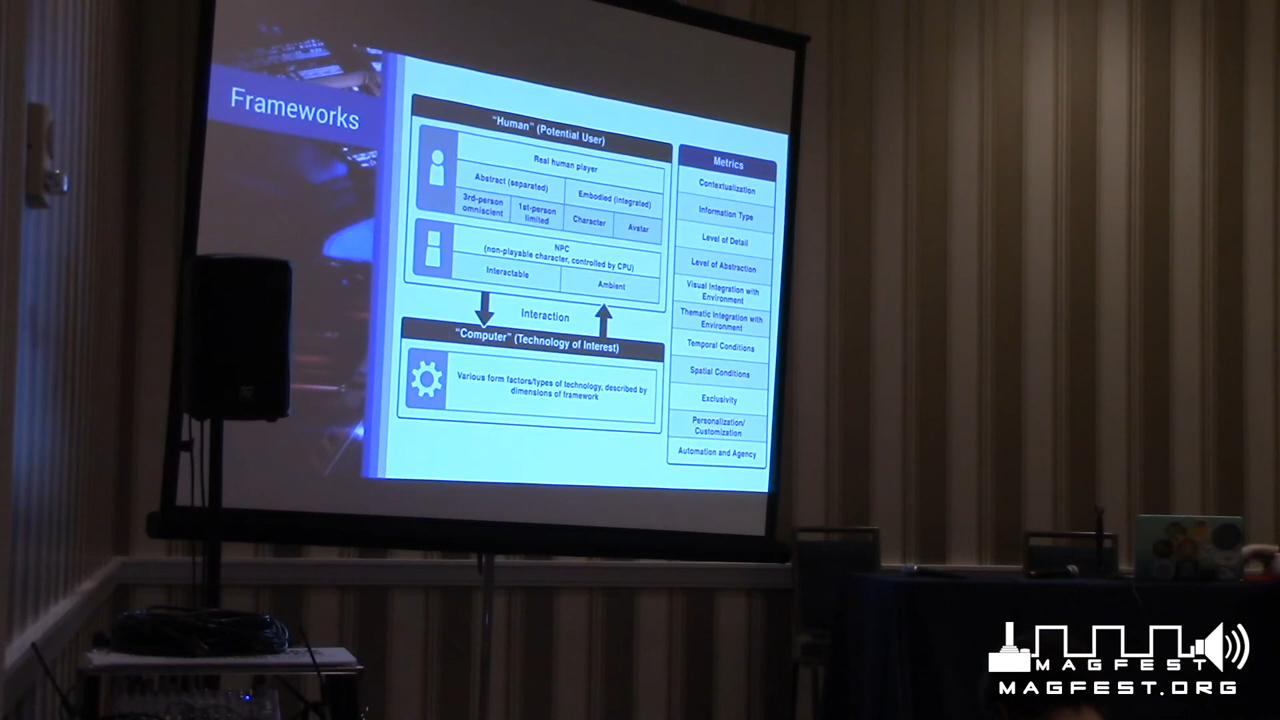 Frameworks
"Human" (Potential User)
Real human player
Abstract (separated)
Embodied (integrated)
3rd-person
omniscient
1st-person
limited
Character
Avatar
NPC
(non-playable character, controlled by CPU)
Interactable
Ambient
Interaction
"Computer" (Technology of Interest)
Various form factors/types of technology, described by
dimensions of framework
Metrics
Contextualization
Information Type
Level of Detail
Level of Abstraction
Visual Integration with
Environment
Thematic Integration with
Environment
Temporal Conditions
Spatial Conditions
Exclusivity
Personalization/
Customization
Automation and Agency
MAGFEST
MAGFEST.ORG